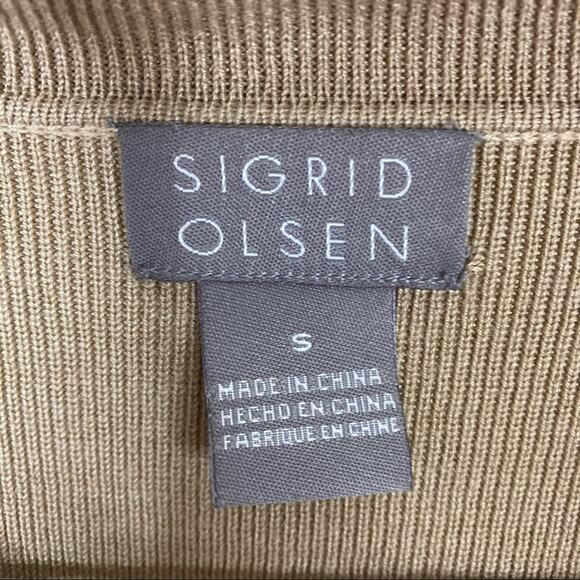 SIGRID
OLSEN
S
MADE IN CHINA
HECHO EN CHINA
FABRIQUE EN CHINE